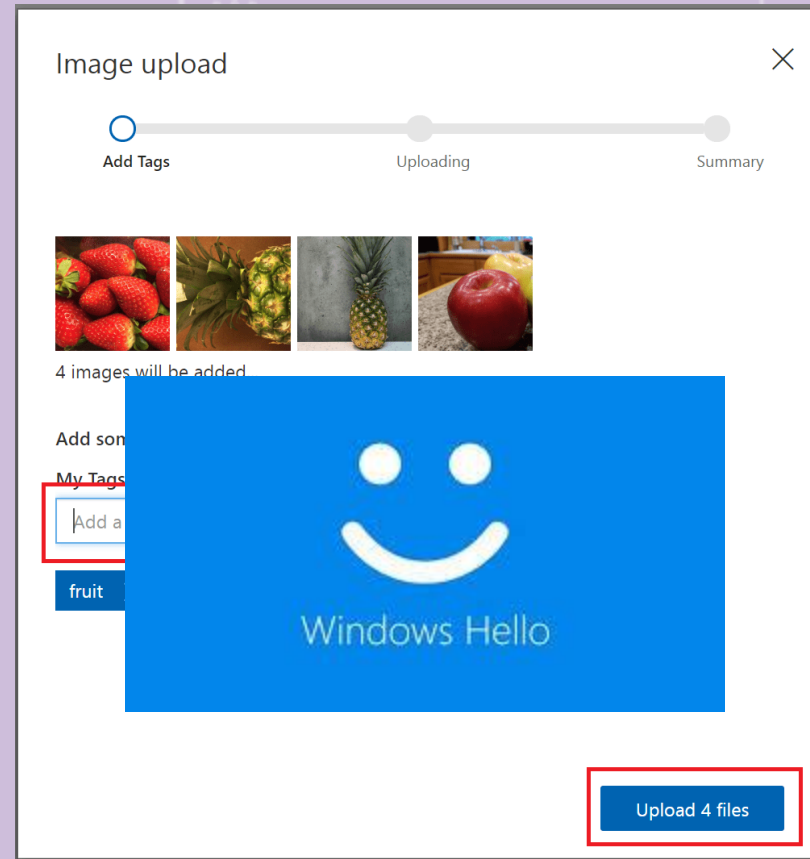 Image upload
Add Tags
Uploading
Summary
4 images will be added
Add som
My Tags
Add a
fruit
Windows Hello
Upload 4 files